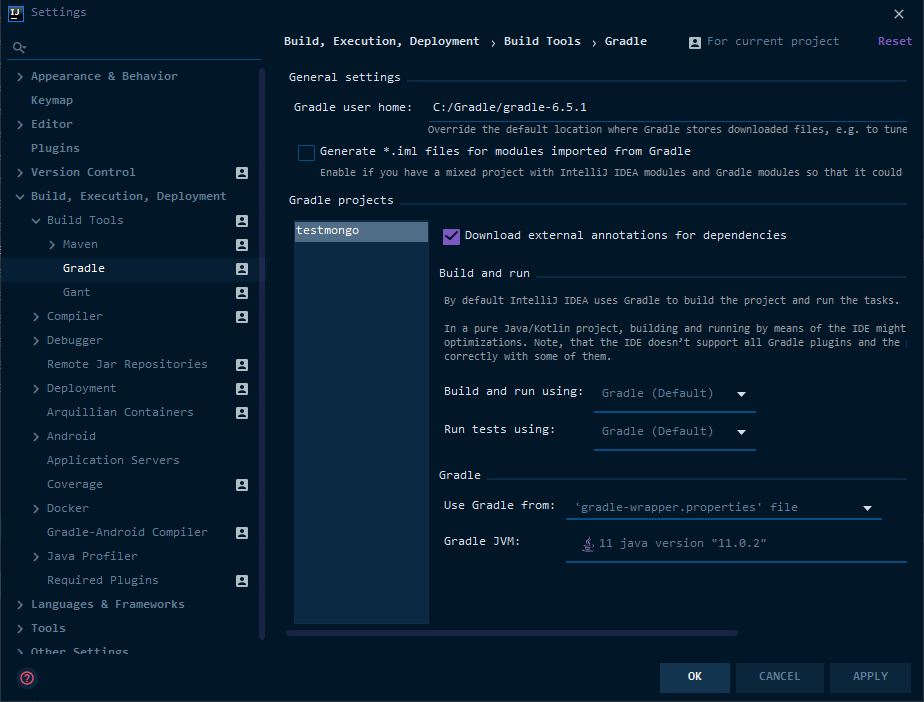 Settings
Build, Execution, Deployment › Build Tools › Gradle
For current project
Reset
Appearance & Behavior
Keymap
Editor
Plugins
Version Control
Build, Execution, Deployment
Build Tools
Maven
Gradle
Gant
Compiler
Debugger
Remote Jar Repositories
Deployment
Arquillian Containers
Android
Application Servers
Coverage
Docker
Gradle-Android Compiler
Java Profiler
Required Plugins
Languages & Frameworks
Tools
Other Settings
General settings
Gradle user home: C:/Gradle/gradle-6.5.1
Override the default location where Gradle stores downloaded files, e.g. to tune
Generate *.iml files for modules imported from Gradle
Enable if you have a mixed project with IntelliJ IDEA modules and Gradle modules so that it could
Gradle projects
testmongo
Download external annotations for dependencies
Build and run
By default IntelliJ IDEA uses Gradle to build the project and run the tasks.
In a pure Java/Kotlin project, building and running by means of the IDE might
optimizations. Note, that the IDE doesn't support all Gradle plugins and the
correctly with some of them.
Build and run using: Gradle (Default)
Run tests using: Gradle (Default)
Gradle
Use Gradle from: 'gradle-wrapper.properties' file
Gradle JVM: 11 java version "11.0.2"
OK
CANCEL
APPLY